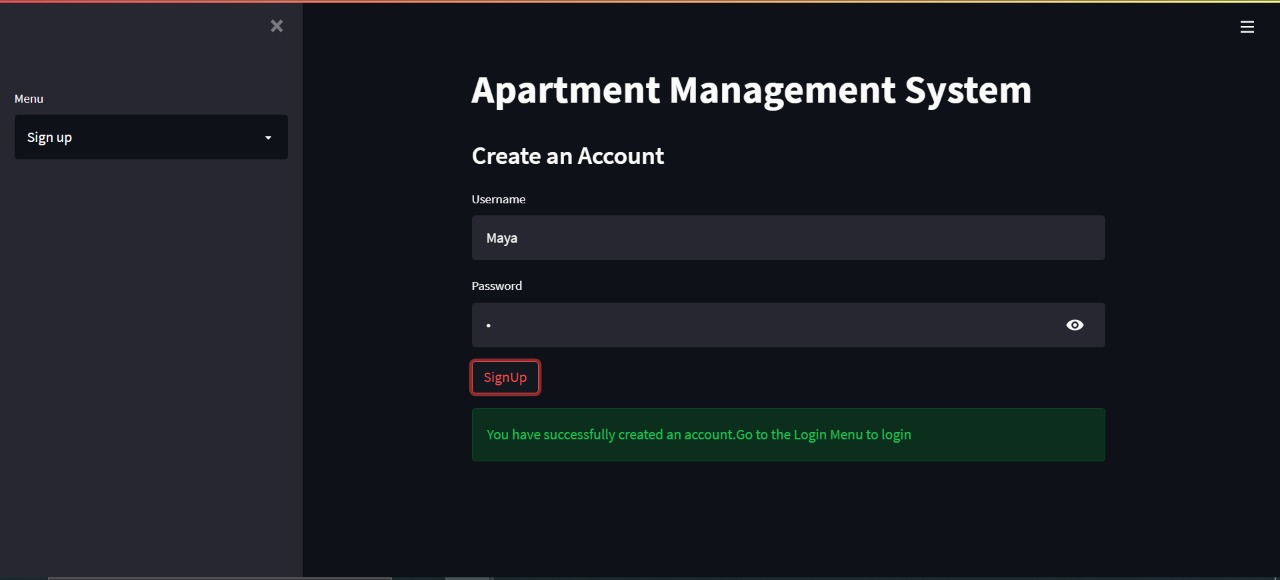 Menu
Sign up
Apartment Management System
Create an Account
Username
Maya
Password
•
SignUp
You have successfully created an account.Go to the Login Menu to login